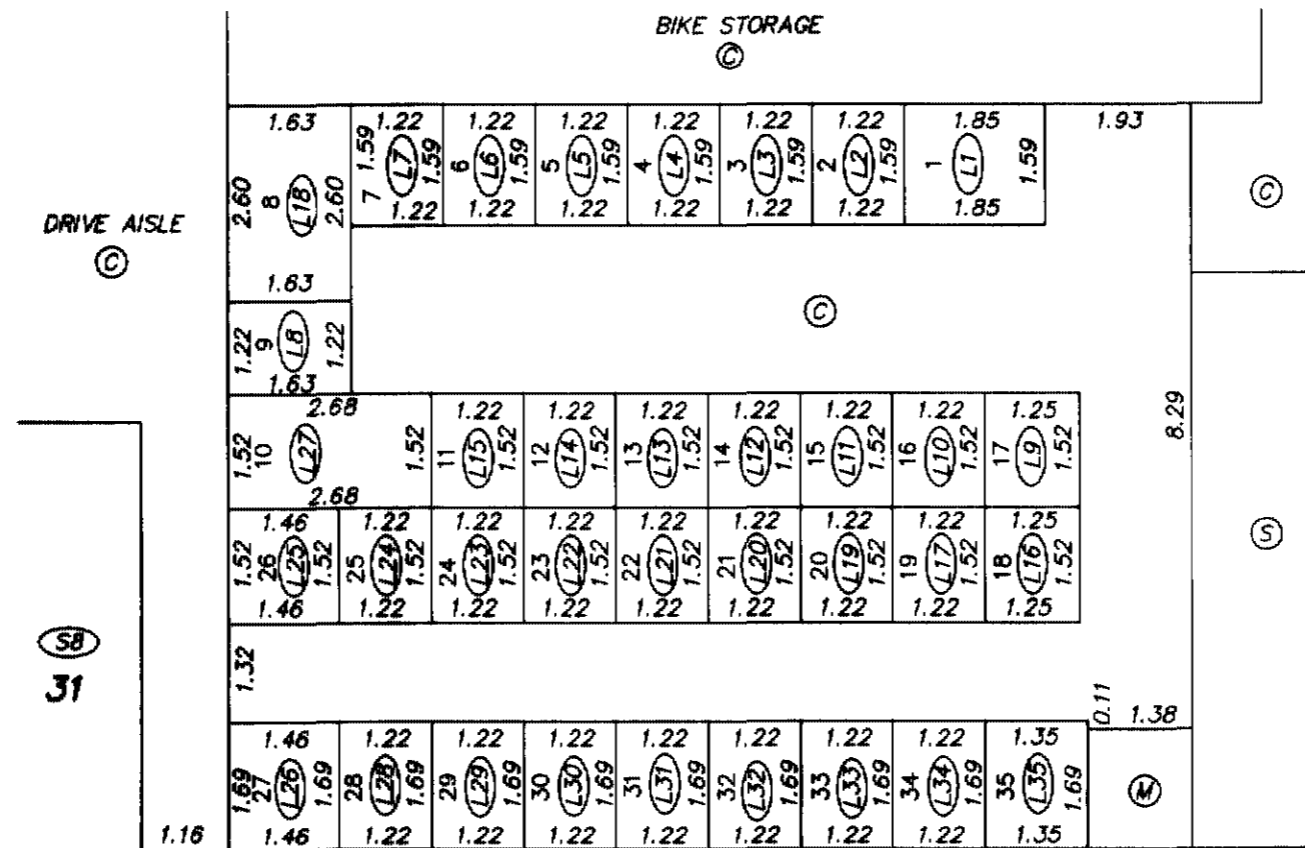 BIKE STORAGE
C
1.63 1.22 1.22 1.22 1.22 1.22 1.22 1.85 1.93
2.60 8 L18 2.60 1.59 7 L7 1.59 6 L6 1.59 5 L5 1.59 4 L4 1.59 3 L3 1.59 2 L2 1.59 1 L1 1.59 C
1.22 1.22 1.22 1.22 1.22 1.22 1.85
DRIVE AISLE
C
1.63
1.22 9 L8 1.22 C
1.63
2.68 1.22 1.22 1.22 1.22 1.22 1.22 1.25 8.29
1.52 10 L27 1.52 11 L15 1.52 12 L14 1.52 13 L13 1.52 14 L12 1.52 15 L11 1.52 16 L10 1.52 17 L9 1.52
2.68
1.46 1.22 1.22 1.22 1.22 1.22 1.22 1.22 1.25 S
1.52 26 L25 1.52 25 L24 1.52 24 L23 1.52 23 L22 1.52 22 L21 1.52 21 L20 1.52 20 L19 1.52 19 L17 1.52 18 L16 1.52
1.46 1.22 1.22 1.22 1.22 1.22 1.22 1.22 1.25
S8
31
1.32
0.11 1.38
1.46 1.22 1.22 1.22 1.22 1.22 1.22 1.22 1.35
1.69 27 L26 1.69 28 L28 1.69 29 L29 1.69 30 L30 1.69 31 L31 1.69 32 L32 1.69 33 L33 1.69 34 L34 1.69 35 L35 1.69 M
1.16 1.46 1.22 1.22 1.22 1.22 1.22 1.22 1.22 1.35